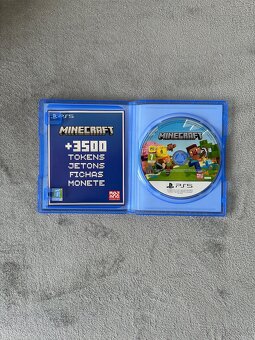 PS5
MINECRAFT
+3500
TOKENS
JETONS
FICHAS
MONETE
MINECRAFT
PS5